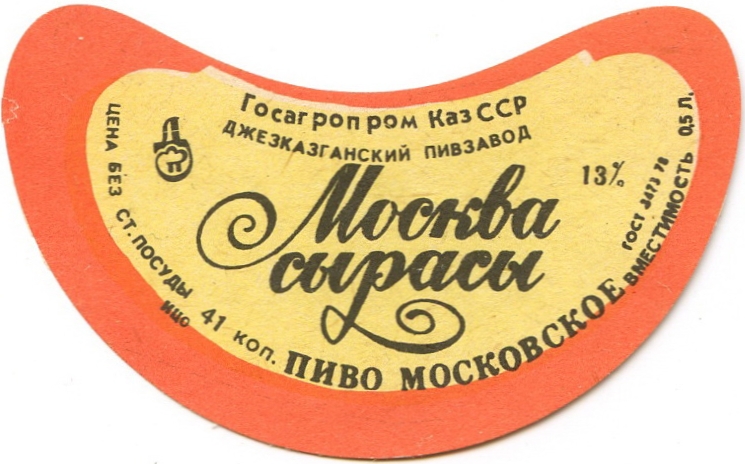 Госагропром КазССР
ДЖЕЗКАЗГАНСКИЙ ПИВЗАВОД
13%
Москва
сырасы
ПИВО МОСКОВСКОЕ
ЦЕНА БЕЗ СТ. ПОСУДЫ 41 КОП.
ИЦО
ГОСТ 3473 78
ВМЕСТИМОСТЬ 0,5 Л.